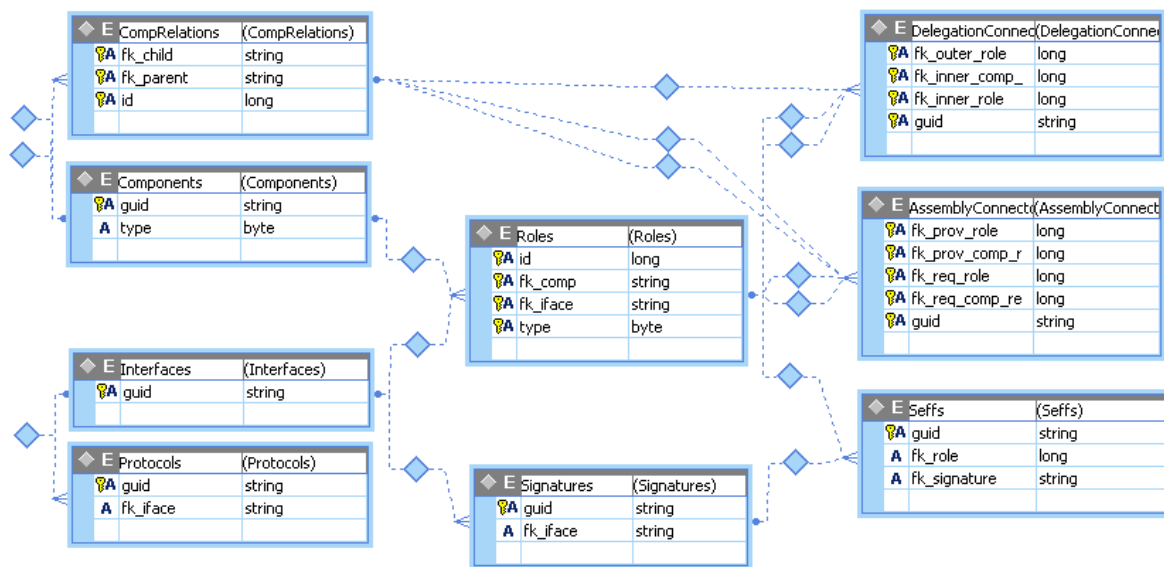 E CompRelations (CompRelations)
A fk_child string
A fk_parent string
A id long
E Components (Components)
A guid string
A type byte
E Interfaces (Interfaces)
A guid string
E Protocols (Protocols)
A guid string
A fk_iface string
E Roles (Roles)
A id long
A fk_comp string
A fk_iface string
A type byte
E Signatures (Signatures)
A guid string
A fk_iface string
E DelegationConnec (DelegationConnec
A fk_outer_role long
A fk_inner_comp_ long
A fk_inner_role long
A guid string
E AssemblyConnecto (AssemblyConnect
A fk_prov_role long
A fk_prov_comp_r long
A fk_req_role long
A fk_req_comp_re long
A guid string
E Seffs (Seffs)
A guid string
A fk_role long
A fk_signature string